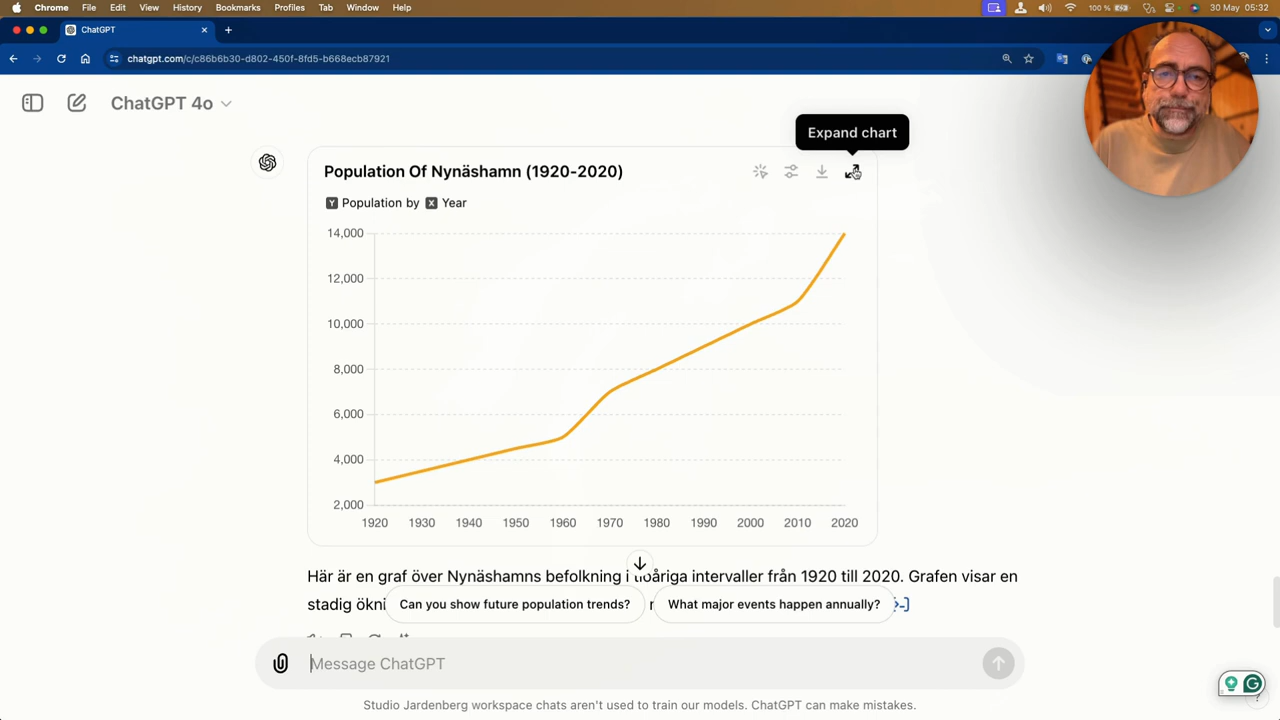 Chrome File Edit View History Bookmarks Profiles Tab Window Help 100 % 30 May 05:32
ChatGPT
chatgpt.com/c/c86b6b30-d802-450f-8fd5-b668ecb87921
ChatGPT 4o
Expand chart
Population Of Nynäshamn (1920-2020)
Y Population by X Year
14,000
12,000
10,000
8,000
6,000
4,000
2,000
1920 1930 1940 1950 1960 1970 1980 1990 2000 2010 2020
Här är en graf över Nynäshamns befolkning i tioåriga intervaller från 1920 till 2020. Grafen visar en
stadig ökni
Can you show future population trends? What major events happen annually?
Message ChatGPT
Studio Jardenberg workspace chats aren't used to train our models. ChatGPT can make mistakes.